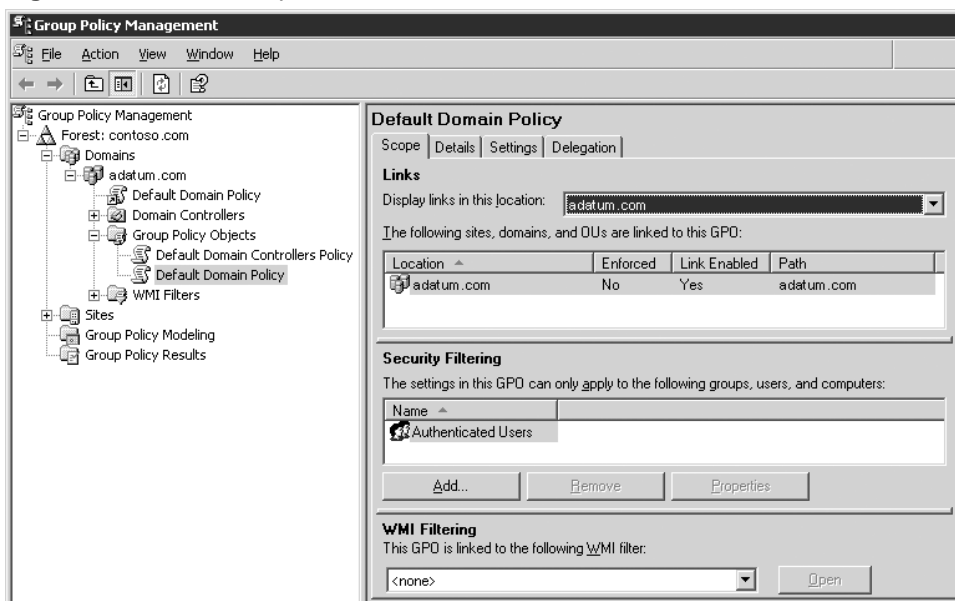 Group Policy Management
File Action View Window Help
Group Policy Management
Forest: contoso.com
Domains
adatum.com
Default Domain Policy
Domain Controllers
Group Policy Objects
Default Domain Controllers Policy
Default Domain Policy
WMI Filters
Sites
Group Policy Modeling
Group Policy Results
Default Domain Policy
Scope Details Settings Delegation
Links
Display links in this location: adatum.com
The following sites, domains, and OUs are linked to this GPO:
Location Enforced Link Enabled Path
adatum.com No Yes adatum.com
Security Filtering
The settings in this GPO can only apply to the following groups, users, and computers:
Name
Authenticated Users
Add... Remove Properties
WMI Filtering
This GPO is linked to the following WMI filter:
<none> Open